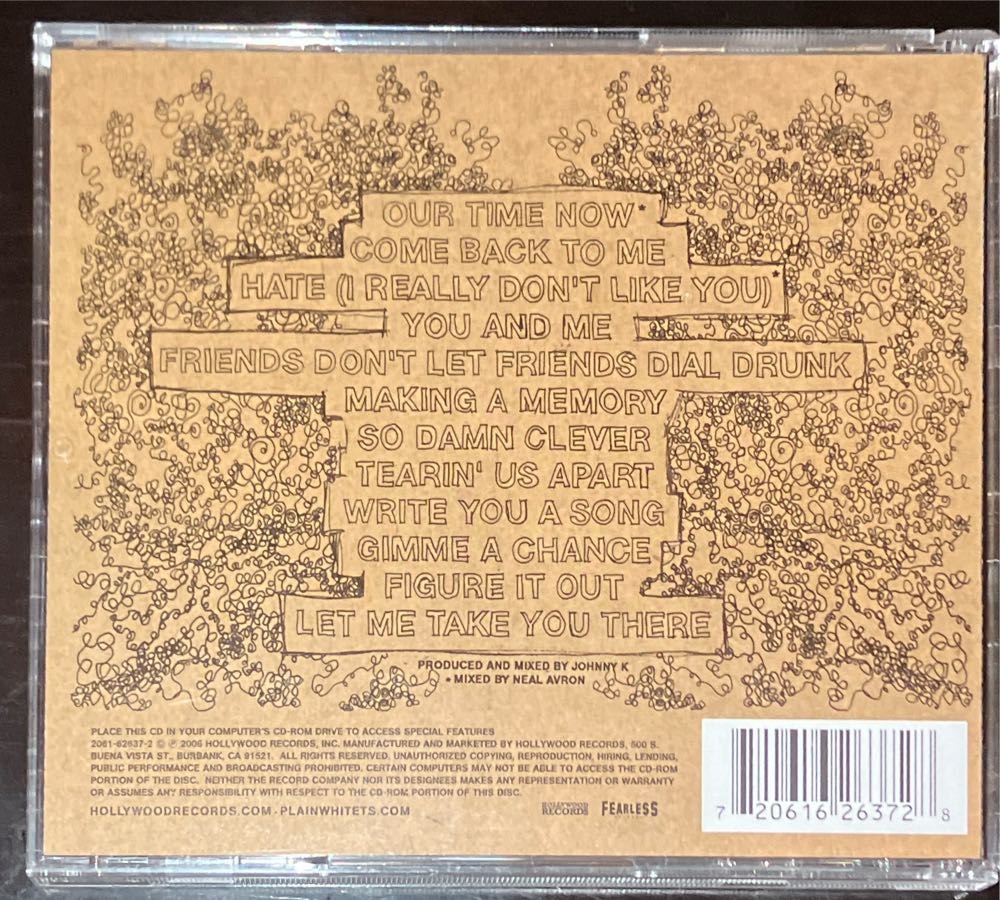 OUR TIME NOW*
COME BACK TO ME
HATE (I REALLY DON'T LIKE YOU)*
YOU AND ME
FRIENDS DON'T LET FRIENDS DIAL DRUNK
MAKING A MEMORY
SO DAMN CLEVER
TEARIN' US APART
WRITE YOU A SONG
GIMME A CHANCE
FIGURE IT OUT
LET ME TAKE YOU THERE
PRODUCED AND MIXED BY JOHNNY K
* MIXED BY NEAL AVRON
PLACE THIS CD IN YOUR COMPUTER'S CD-ROM DRIVE TO ACCESS SPECIAL FEATURES
2061-62637-2 © ℗ 2006 HOLLYWOOD RECORDS, INC. MANUFACTURED AND MARKETED BY HOLLYWOOD RECORDS, 500 S.
BUENA VISTA ST., BURBANK, CA 91521. ALL RIGHTS RESERVED. UNAUTHORIZED COPYING, REPRODUCTION, HIRING, LENDING,
PUBLIC PERFORMANCE AND BROADCASTING PROHIBITED. CERTAIN COMPUTERS MAY NOT BE ABLE TO ACCESS THE CD-ROM
PORTION OF THE DISC. NEITHER THE RECORD COMPANY NOR ITS DESIGNEES MAKES ANY REPRESENTATION OR WARRANTY
OR ASSUMES ANY RESPONSIBILITY WITH RESPECT TO THE CD-ROM PORTION OF THIS DISC.
HOLLYWOODRECORDS.COM · PLAINWHITETS.COM
HOLLYWOOD
RECORDS
FEARLESS
7 20616 26372 8